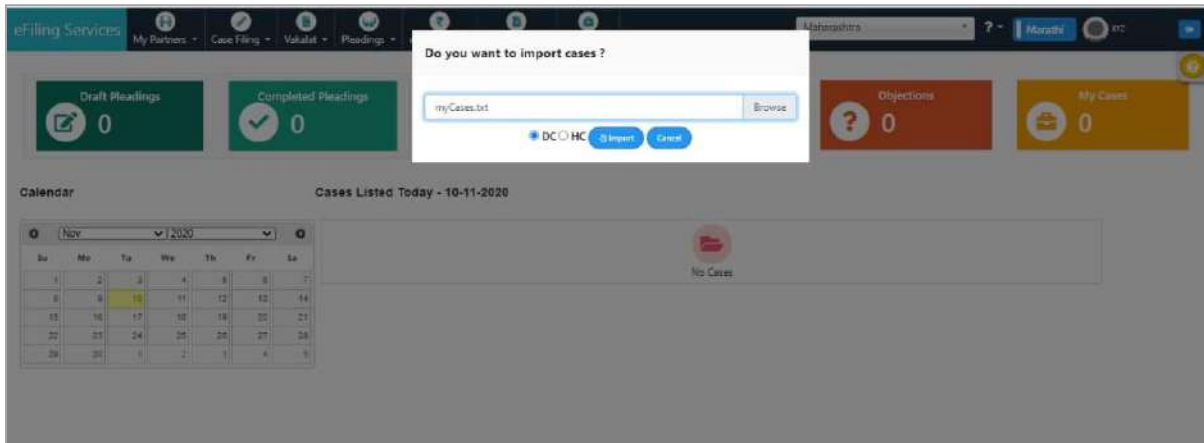 eFiling Services
My Partners
Case Filing
Vakalat
Pleadings
Maharashtra
?
Marathi
Do you want to import cases ?
myCases.txt
Browse
DC HC Import Cancel
Draft Pleadings
0
Completed Pleadings
0
Objections
0
My Cases
0
Calendar
Cases Listed Today - 10-11-2020
Nov 2020
Su Mo Tu We Th Fr Sa
1 2 3 4 5 6 7
8 9 10 11 12 13 14
15 16 17 18 19 20 21
22 23 24 25 26 27 28
29 30 1 2 3 4 5
No Cases